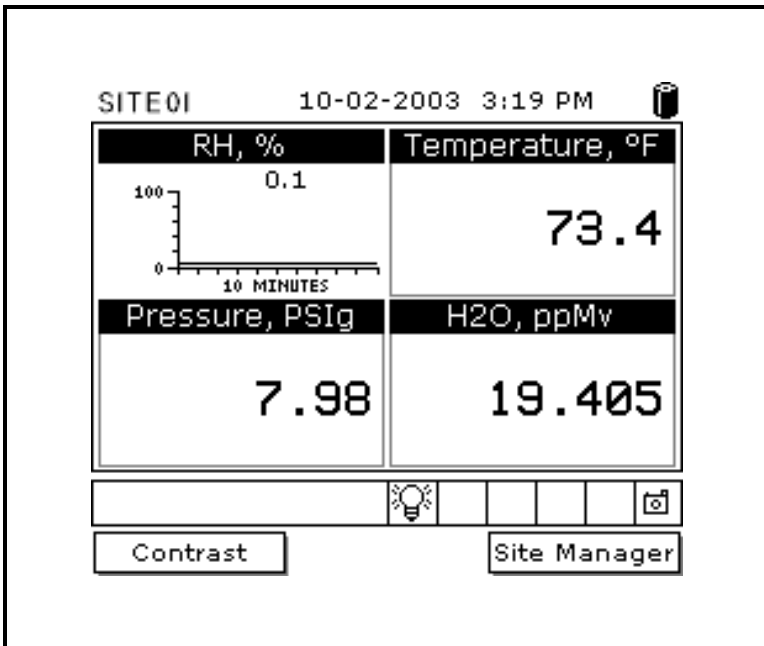 SITE01 10-02-2003 3:19 PM
RH, % Temperature, ºF
0.1
100
73.4
0
10 MINUTES
Pressure, PSIg H2O, ppMv
7.98 19.405
Contrast Site Manager